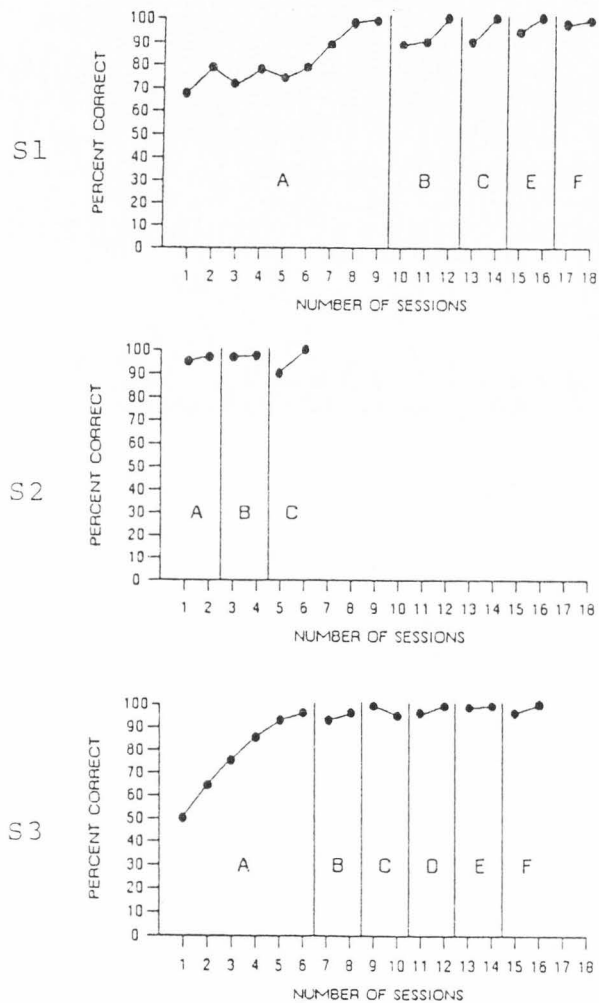 S1
PERCENT CORRECT
100
90
80
70
60
50
40
30
20
10
0
A
B
C
E
F
1 2 3 4 5 6 7 8 9 10 11 12 13 14 15 16 17 18
NUMBER OF SESSIONS
S2
PERCENT CORRECT
100
90
80
70
60
50
40
30
20
10
0
A
B
C
1 2 3 4 5 6 7 8 9 10 11 12 13 14 15 16 17 18
NUMBER OF SESSIONS
S3
PERCENT CORRECT
100
90
80
70
60
50
40
30
20
10
0
A
B
C
D
E
F
1 2 3 4 5 6 7 8 9 10 11 12 13 14 15 16 17 18
NUMBER OF SESSIONS